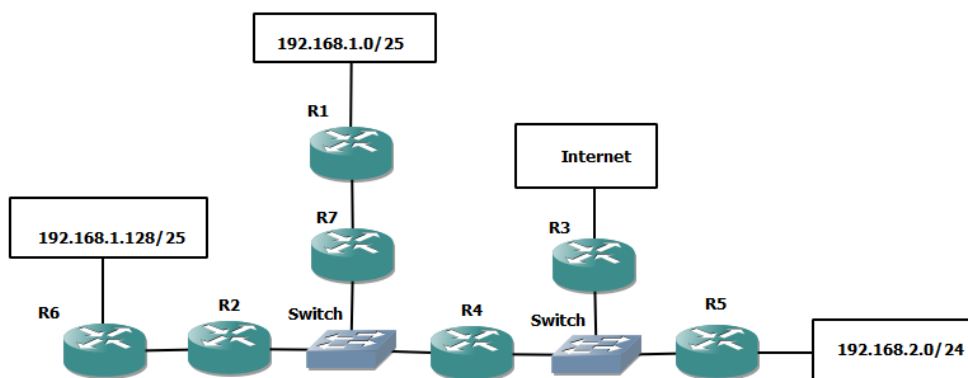 192.168.1.0/25
R1
Internet
R7
R3
192.168.1.128/25
R6
R2
Switch
R4
Switch
R5
192.168.2.0/24